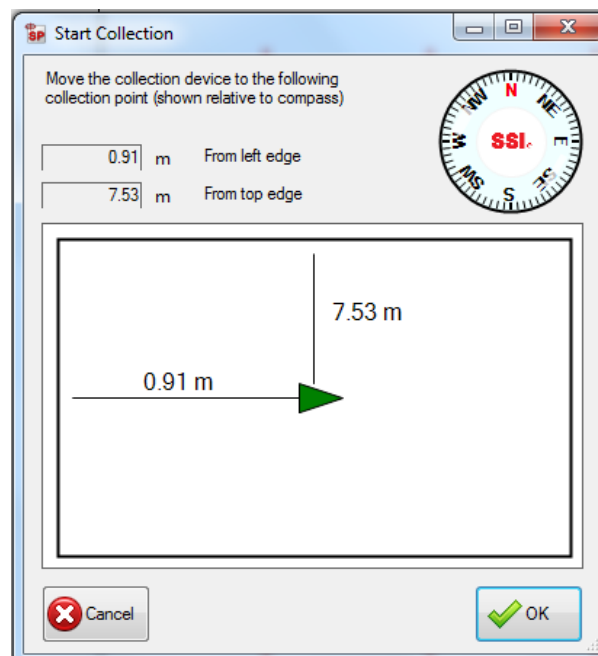 SP Start Collection
Move the collection device to the following
collection point (shown relative to compass)
0.91 m From left edge
7.53 m From top edge
N
NE
E
SE
S
SW
W
NW
SSI
7.53 m
0.91 m
Cancel
OK